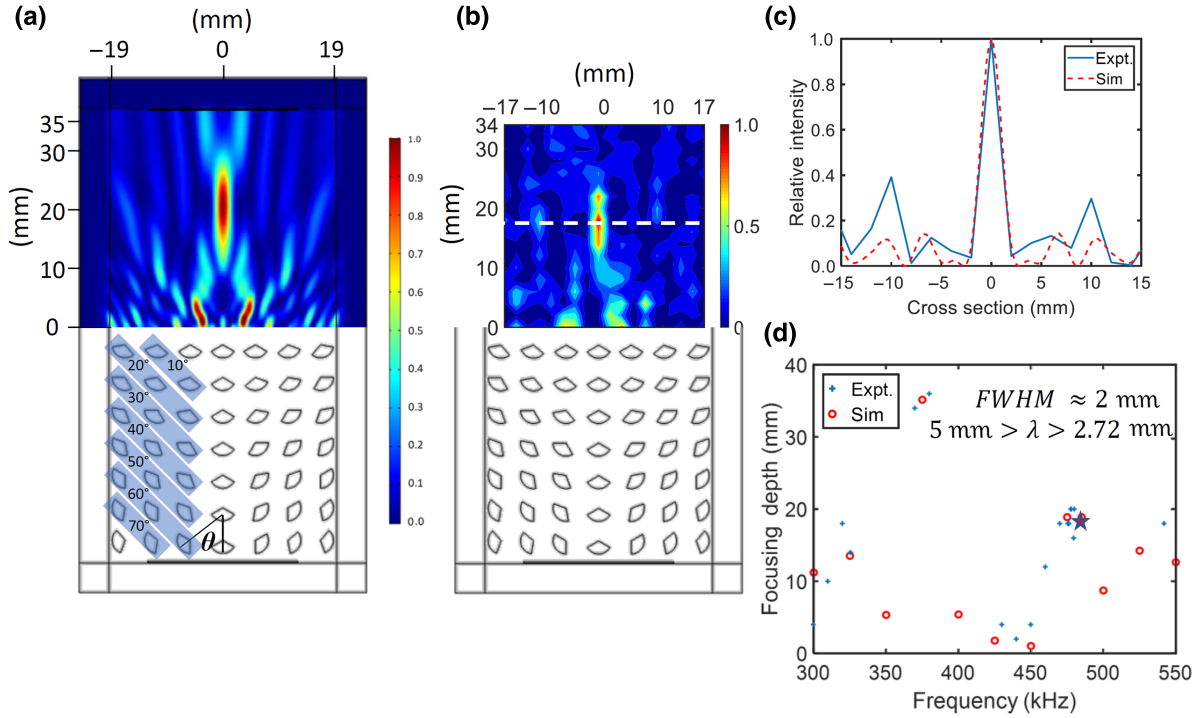 (a)
(mm)
−19 0 19
35
30
20
10
0
(mm)
1.0
0.9
0.8
0.7
0.6
0.5
0.4
0.3
0.2
0.1
0.0
20° 10°
30°
40°
50°
60°
70°
θ
(b)
(mm)
−17 −10 0 10 17
34
30
20
10
0
(mm)
1.0
0.5
0
(c)
1.0
0.8
0.6
0.4
0.2
0.0
Relative intensity
Expt.
Sim
−15 −10 −5 0 5 10 15
Cross section (mm)
(d)
40
30
20
10
0
Focusing depth (mm)
Expt.
Sim
FWHM ≈ 2 mm
5 mm > λ > 2.72 mm
300 350 400 450 500 550
Frequency (kHz)